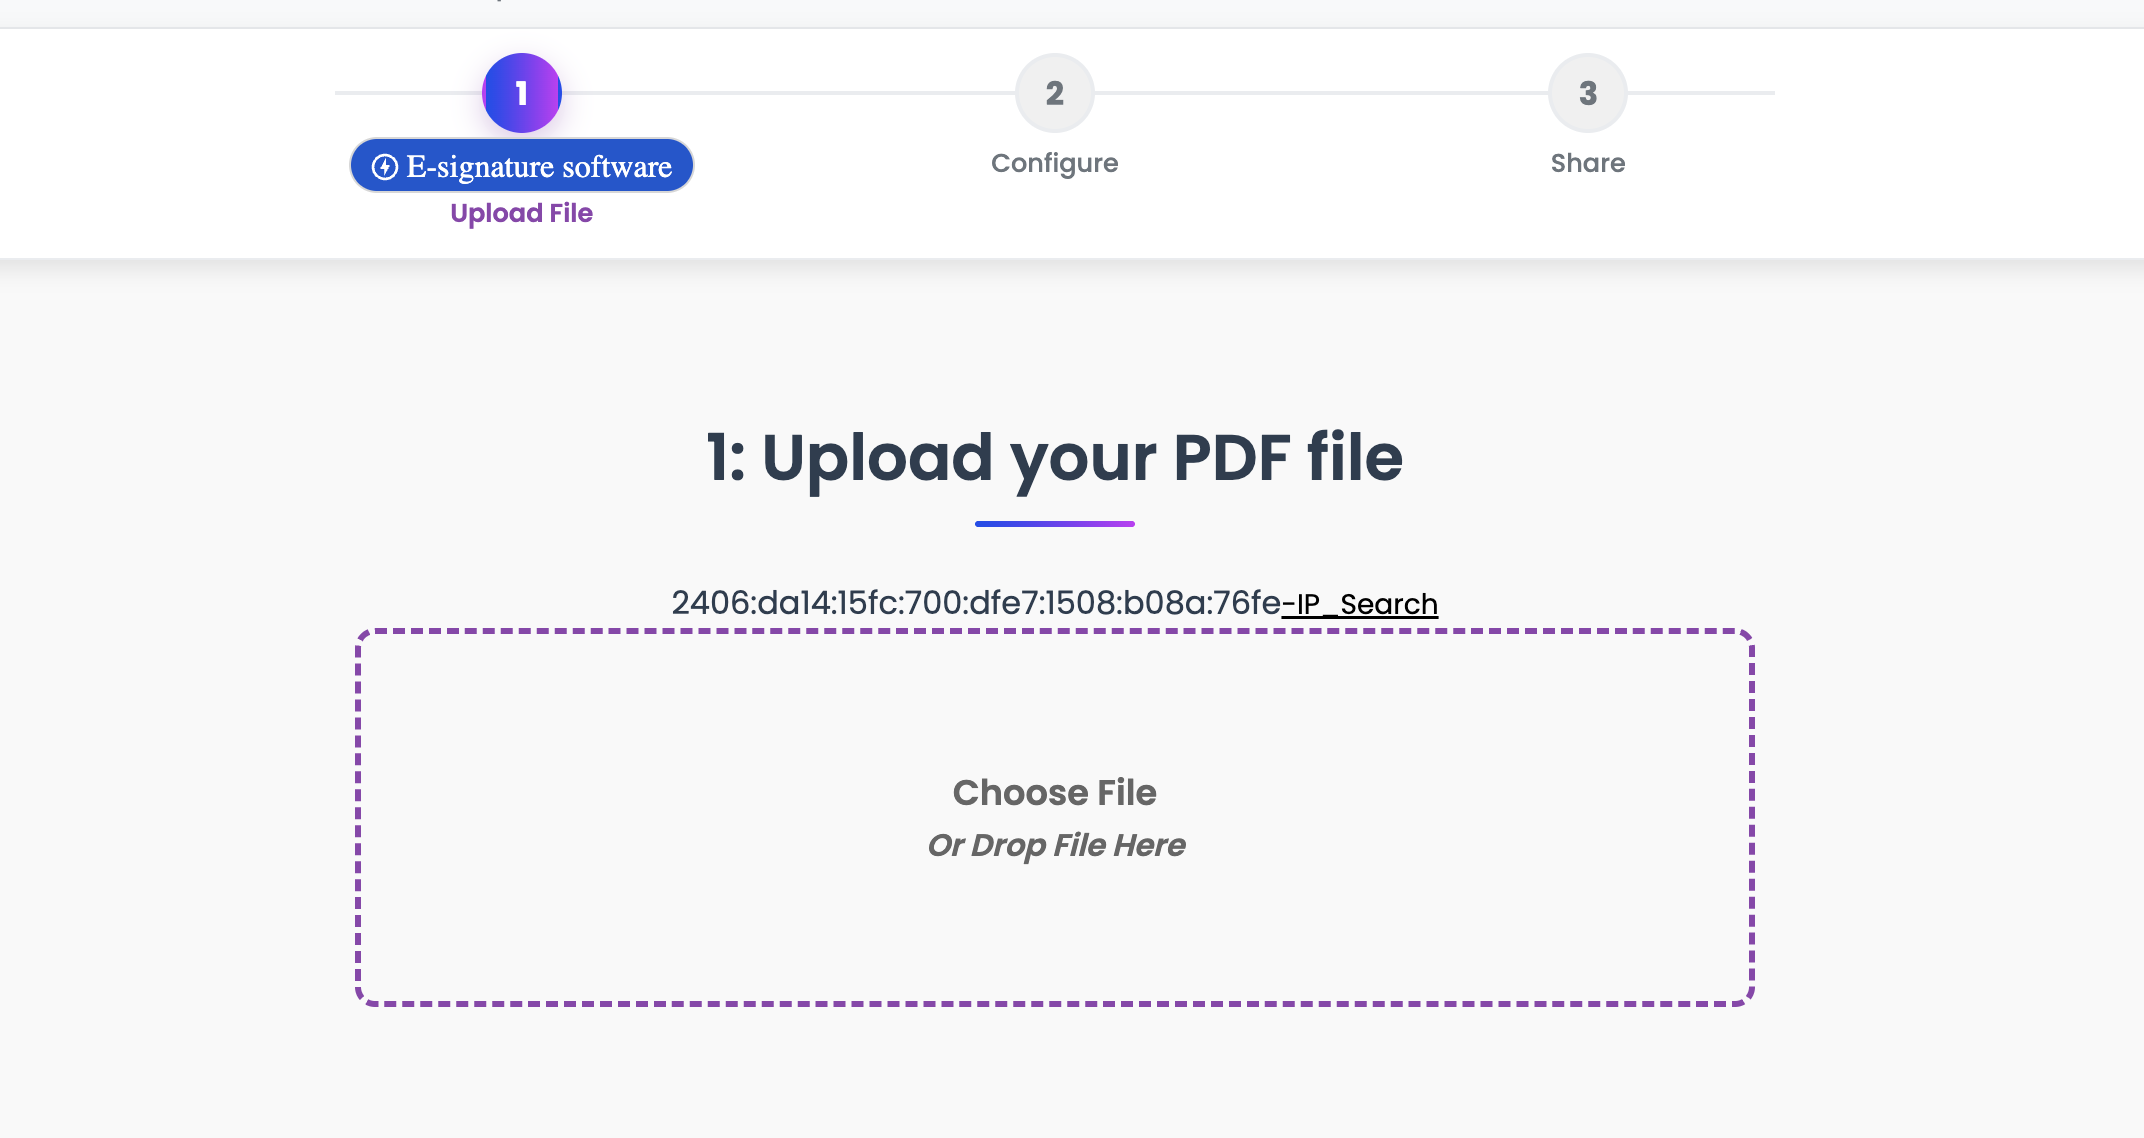 1
2
3
E-signature software
Configure
Share
Upload File
1: Upload your PDF file
2406:da14:15fc:700:dfe7:1508:b08a:76fe-IP_Search
Choose File
Or Drop File Here